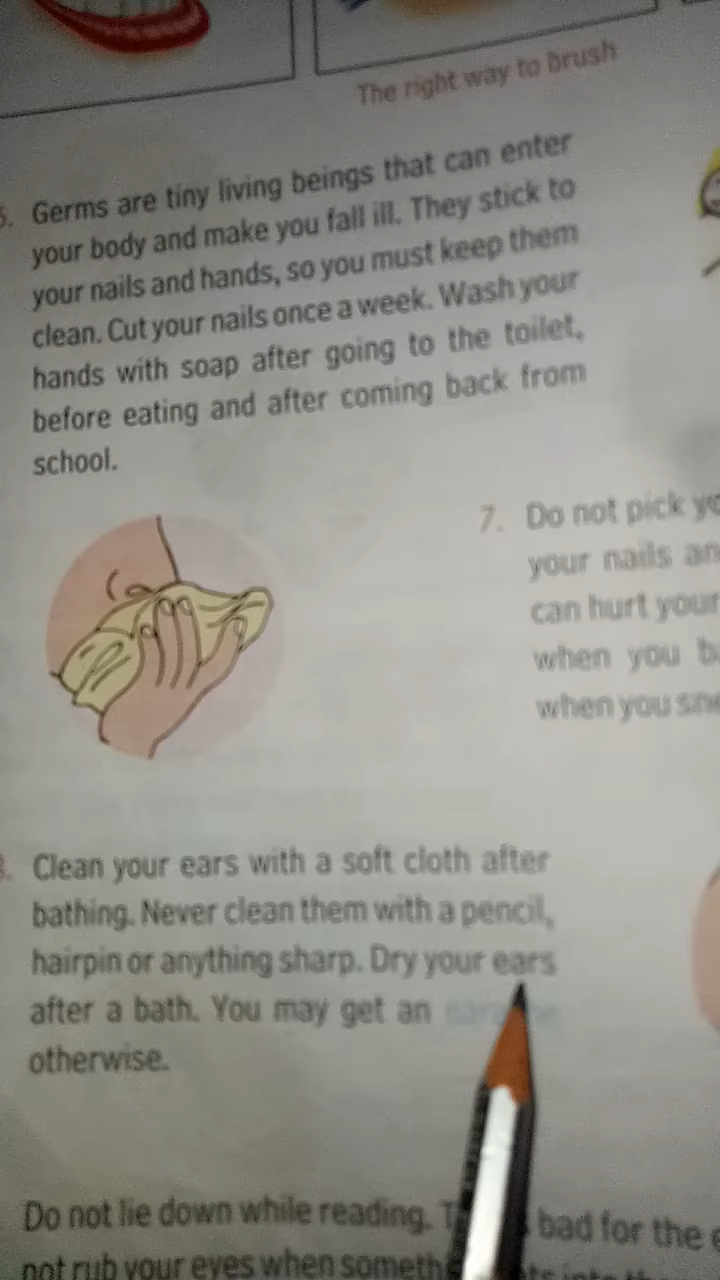 The right way to brush
Germs are tiny living beings that can enter
your body and make you fall ill. They stick to
your nails and hands, so you must keep them
clean. Cut your nails once a week. Wash your
hands with soap after going to the toilet,
before eating and after coming back from
school.
7. Do not pick
your nails
can hurt your
when you
when you
Clean your ears with a soft cloth after
bathing. Never clean them with a pencil,
hairpin or anything sharp. Dry your ears
after a bath. You may get an
otherwise.
Do not lie down while reading. bad for the
not rub your eyes when